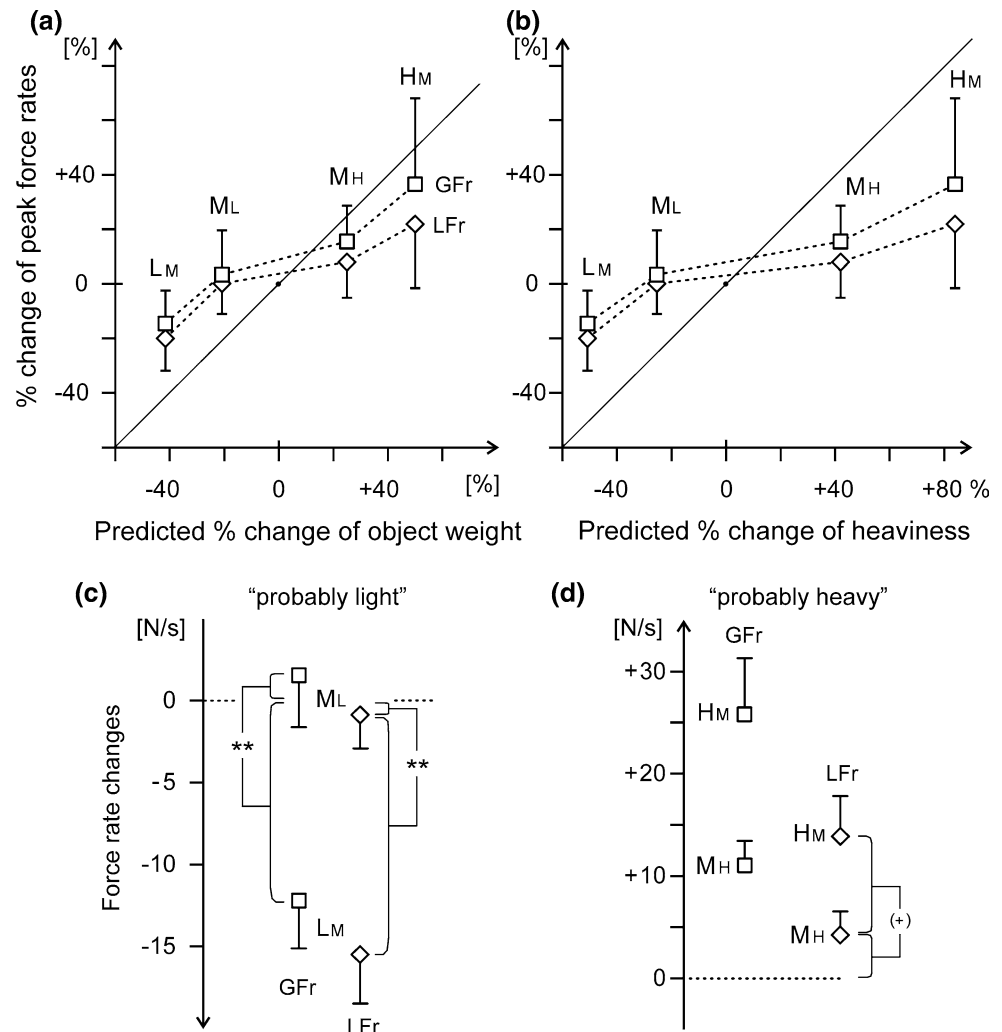 (a)
[%]
% change of peak force rates
+40
0
-40
LM
ML
MH
HM
GFr
LFr
-40 0 +40 [%]
Predicted % change of object weight
(b)
[%]
+40
0
-40
LM
ML
MH
HM
-40 0 +40 +80 %
Predicted % change of heaviness
(c)
“probably light”
[N/s]
Force rate changes
0
-5
-10
-15
**
ML
**
LM
GFr
LFr
(d)
“probably heavy”
[N/s]
GFr
+30
HM
+20
LFr
HM
MH
+10
(+)
MH
0